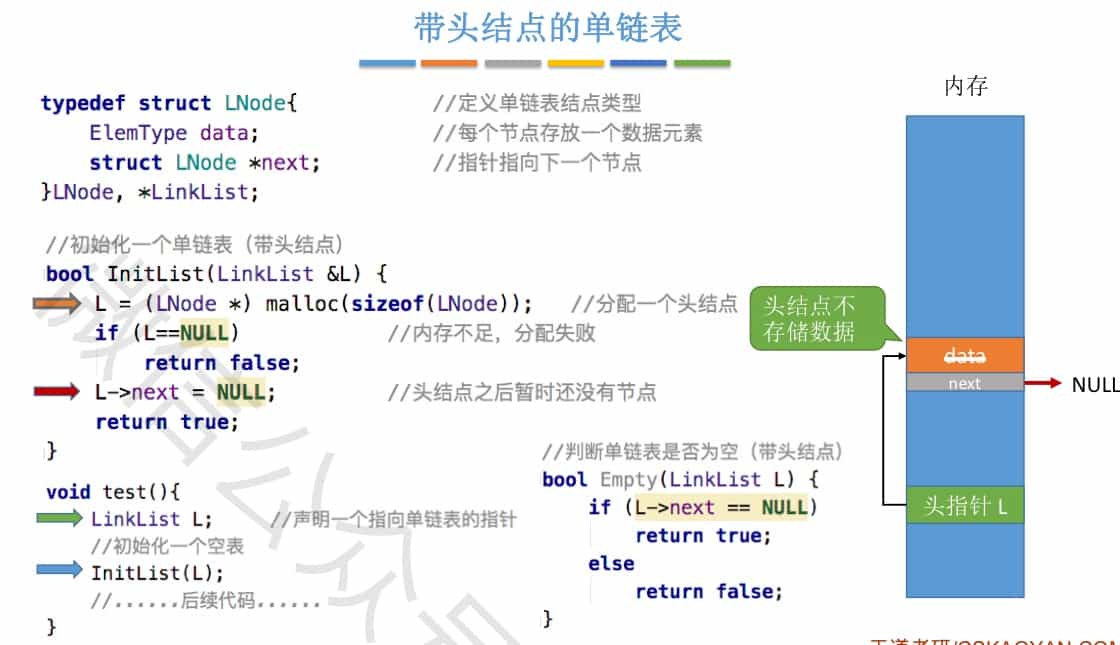 带头结点的单链表
typedef struct LNode{ //定义单链表结点类型
ElemType data; //每个节点存放一个数据元素
struct LNode *next; //指针指向下一个节点
}LNode, *LinkList;
//初始化一个单链表（带头结点）
bool InitList(LinkList &L) {
L = (LNode *) malloc(sizeof(LNode)); //分配一个头结点
if (L==NULL) //内存不足，分配失败
return false;
L->next = NULL; //头结点之后暂时还没有节点
return true;
}
void test(){
LinkList L; //声明一个指向单链表的指针
//初始化一个空表
InitList(L);
//......后续代码......
}
//判断单链表是否为空（带头结点）
bool Empty(LinkList L) {
if (L->next == NULL)
return true;
else
return false;
}
内存
头结点不
存储数据
data
next
NULL
头指针 L
微信公众号